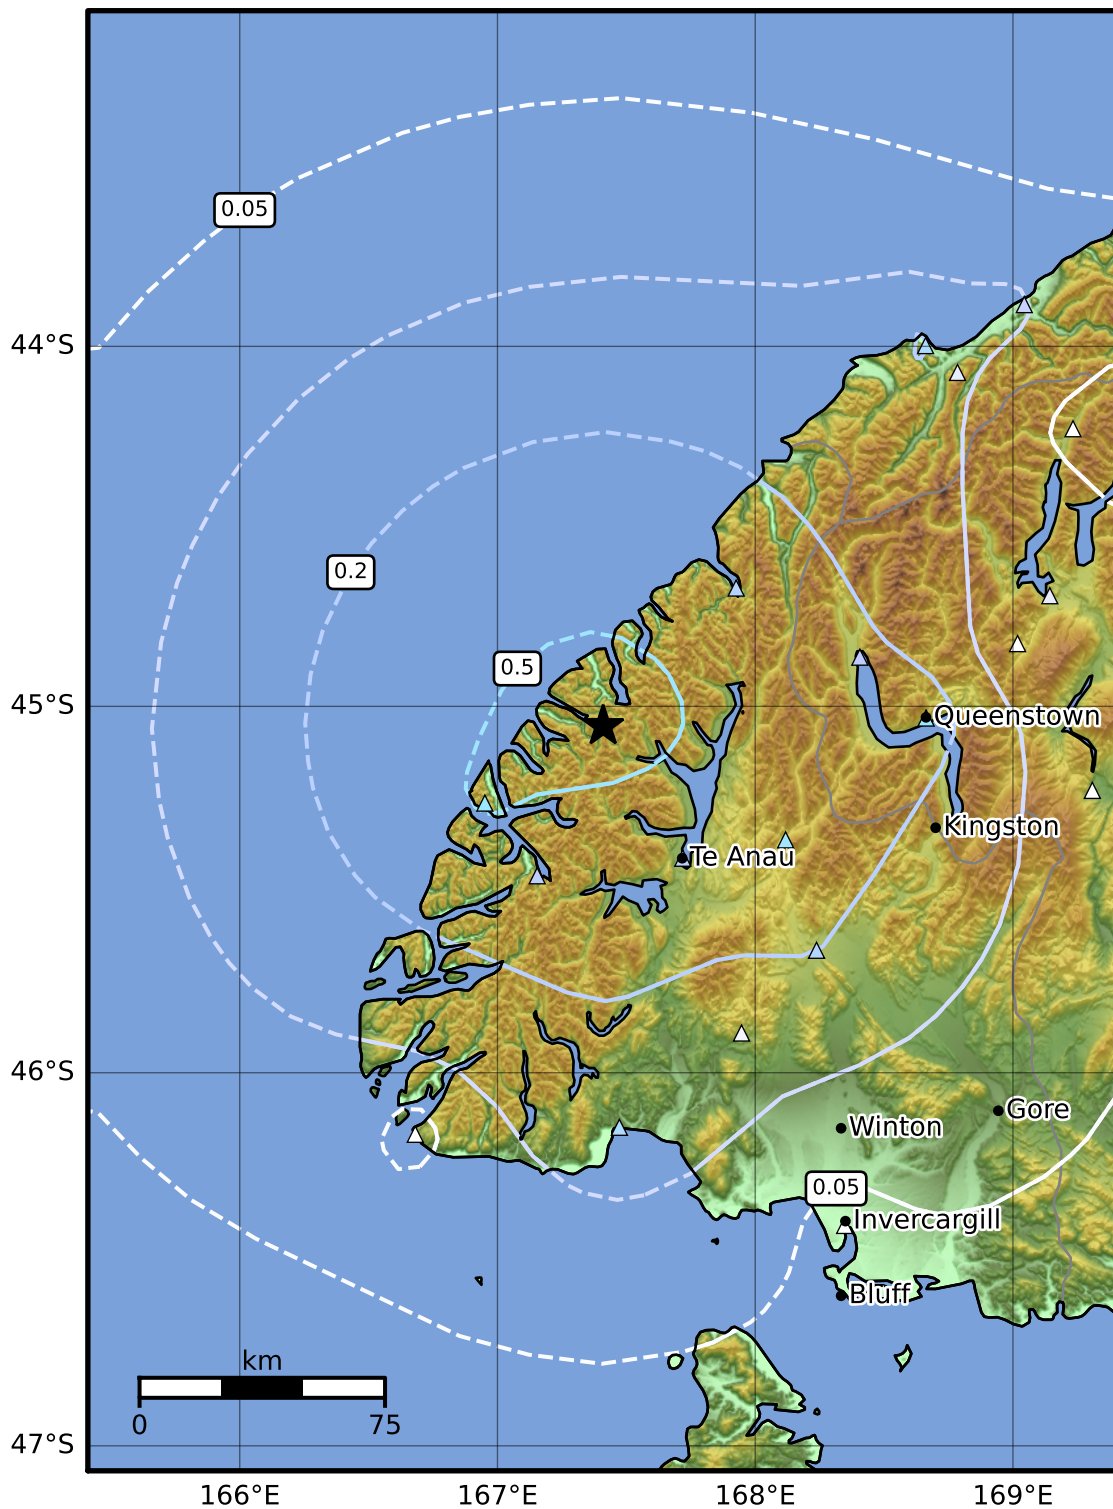 0.05
44°S
0.2
0.5
45°S
Queenstown
Kingston
Te Anau
46°S
Gore
Winton
0.05
Invercargill
Bluff
km
0
75
47°S
166°E
167°E
168°E
169°E